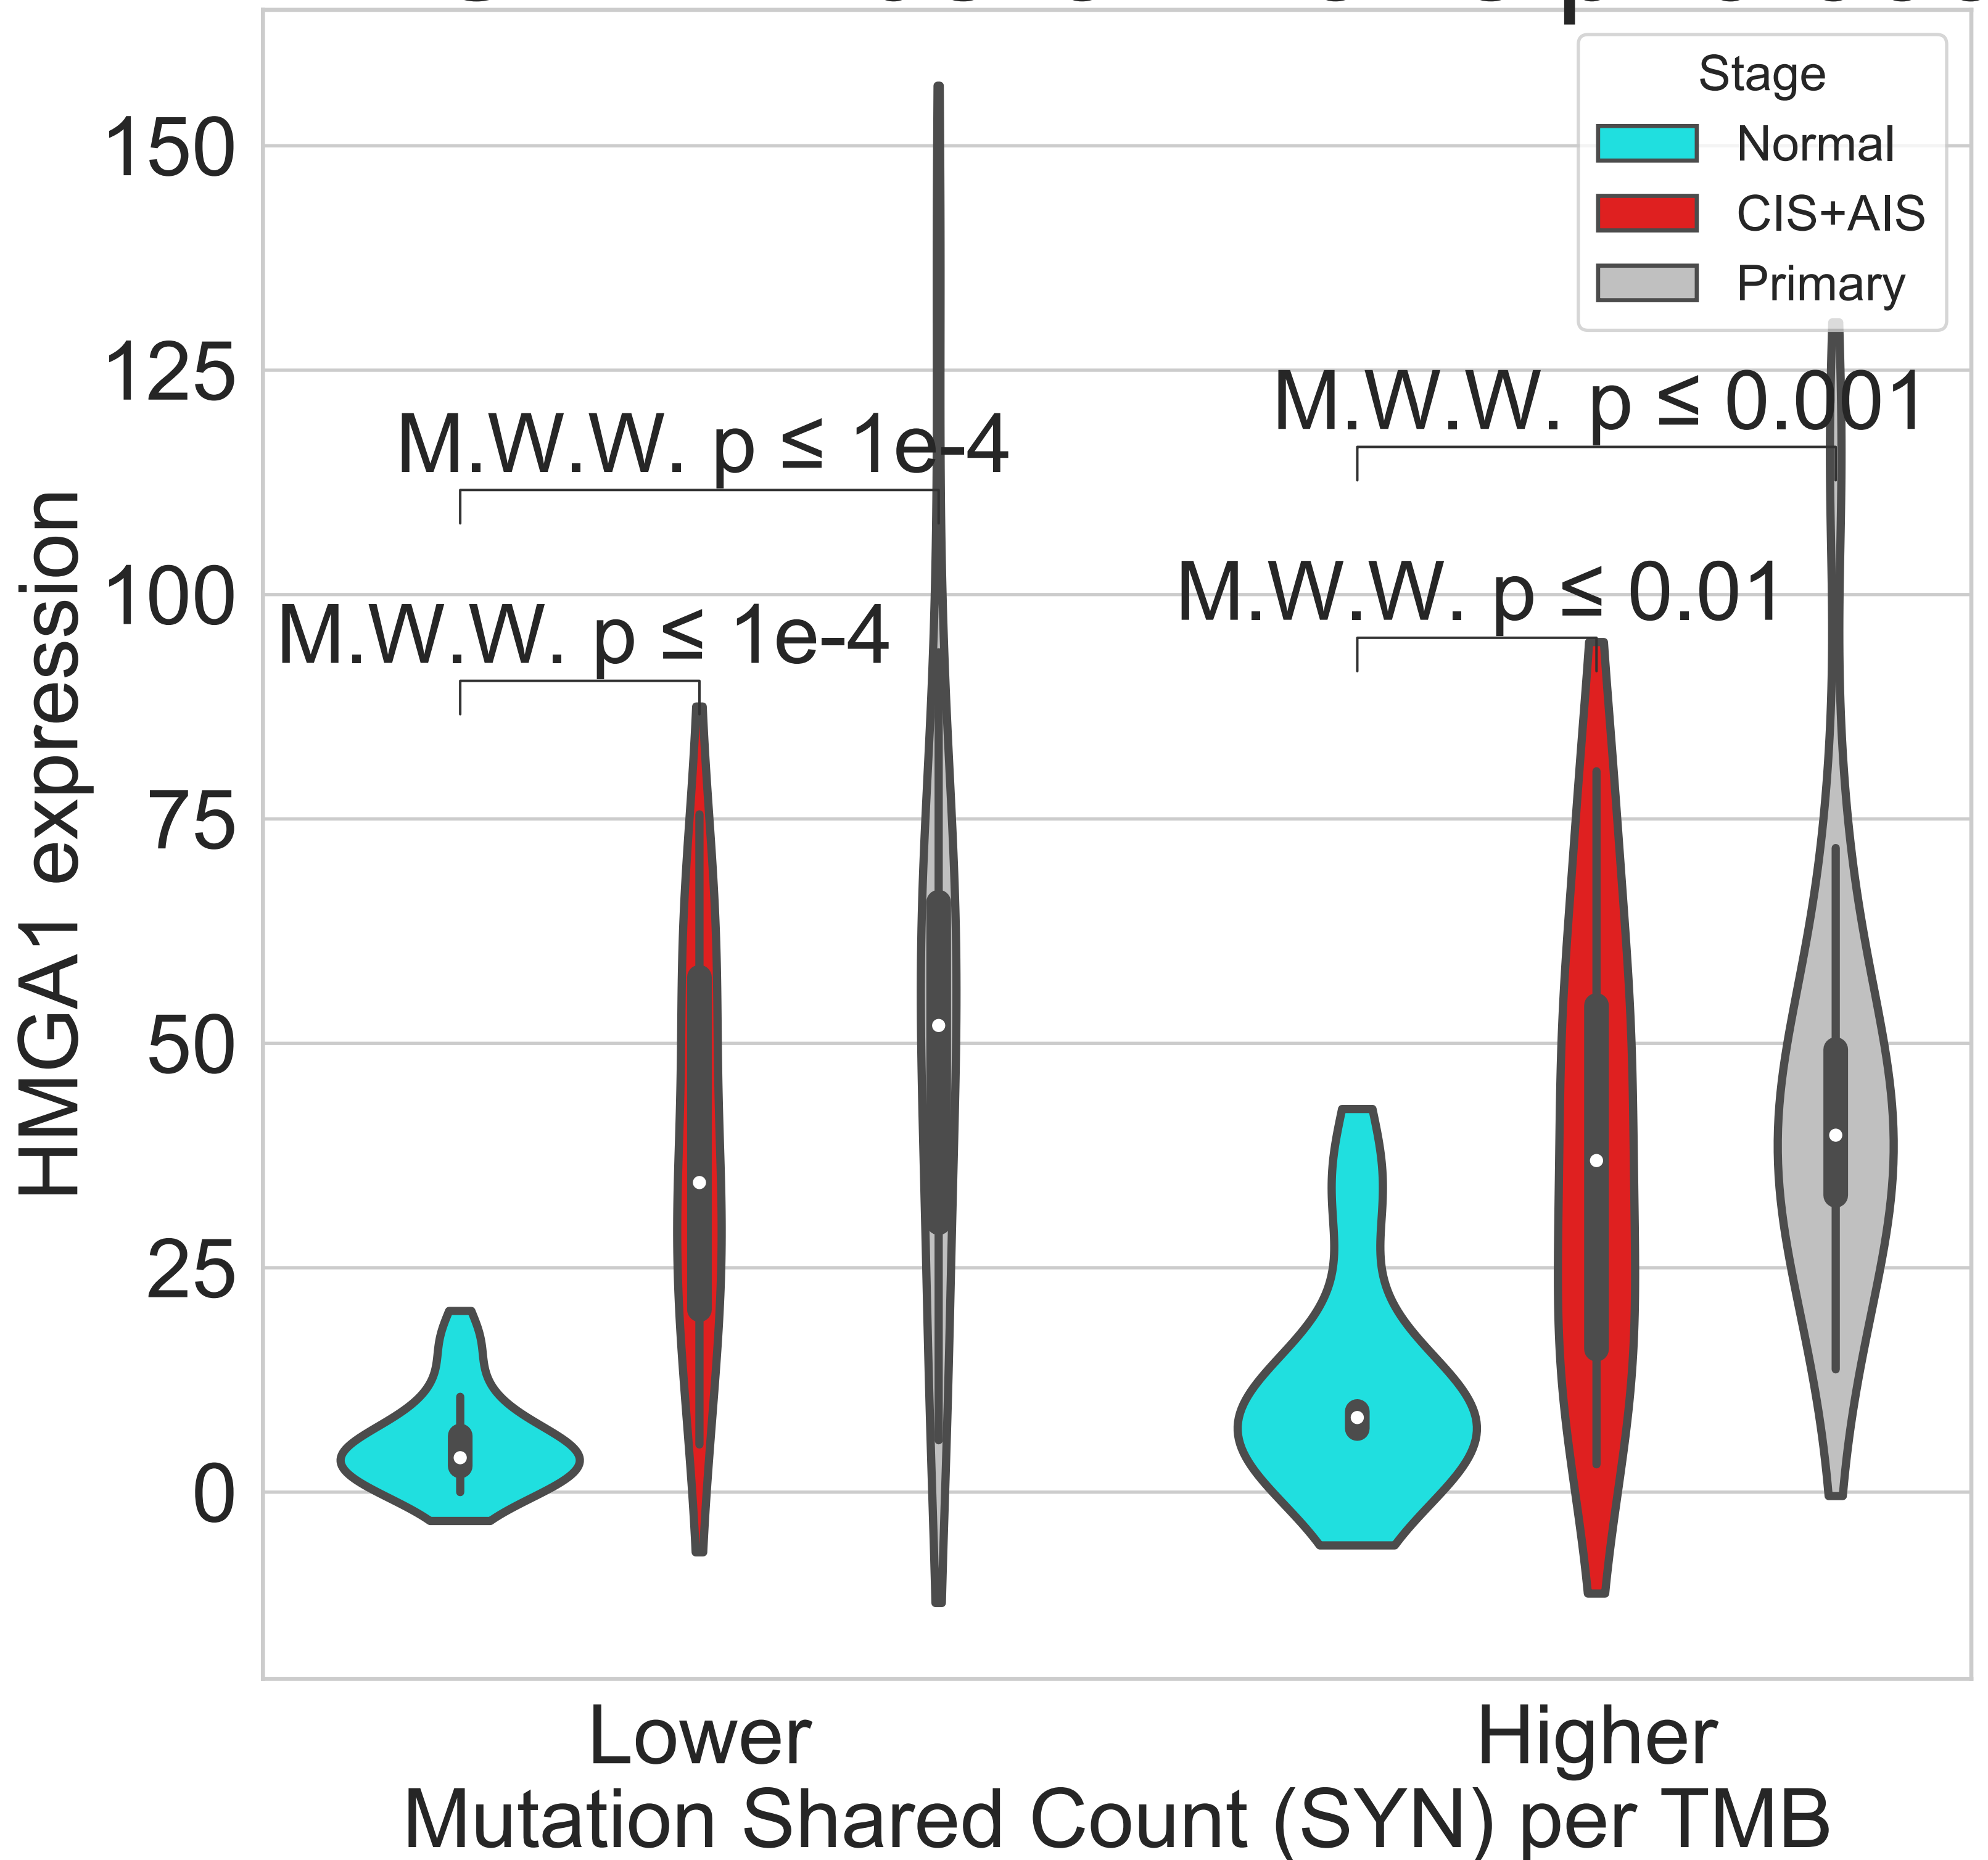 Stage
Normal
CIS+AIS
Primary
150
125
100
75
50
25
0
HMGA1 expression
M.W.W. p ≤ 1e-4
M.W.W. p ≤ 0.001
M.W.W. p ≤ 1e-4
M.W.W. p ≤ 0.01
Lower
Higher
Mutation Shared Count (SYN) per TMB